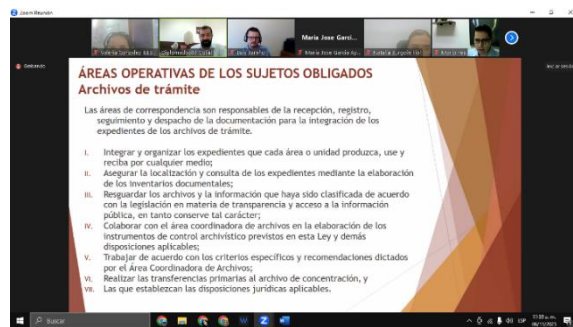 Zoom Reunión
María Jose Garci...
ÁREAS OPERATIVAS DE LOS SUJETOS OBLIGADOS
Archivos de trámite
Las áreas de correspondencia son responsables de la recepción, registro,
seguimiento y despacho de la documentación para la integración de los
expedientes de los archivos de trámite.
I. Integrar y organizar los expedientes que cada área o unidad produzca, use y
reciba por cualquier medio;
II. Asegurar la localización y consulta de los expedientes mediante la elaboración
de los inventarios documentales;
III. Resguardar los archivos y la información que haya sido clasificada de acuerdo
con la legislación en materia de transparencia y acceso a la información
pública, en tanto conserve tal carácter;
IV. Colaborar con el área coordinadora de archivos en la elaboración de los
instrumentos de control archivístico previstos en esta Ley y demás
disposiciones aplicables;
V. Trabajar de acuerdo con los criterios específicos y recomendaciones dictados
por el Área Coordinadora de Archivos;
VI. Realizar las transferencias primarias al archivo de concentración, y
VII. Las que establezcan las disposiciones jurídicas aplicables.
Buscar
ESP